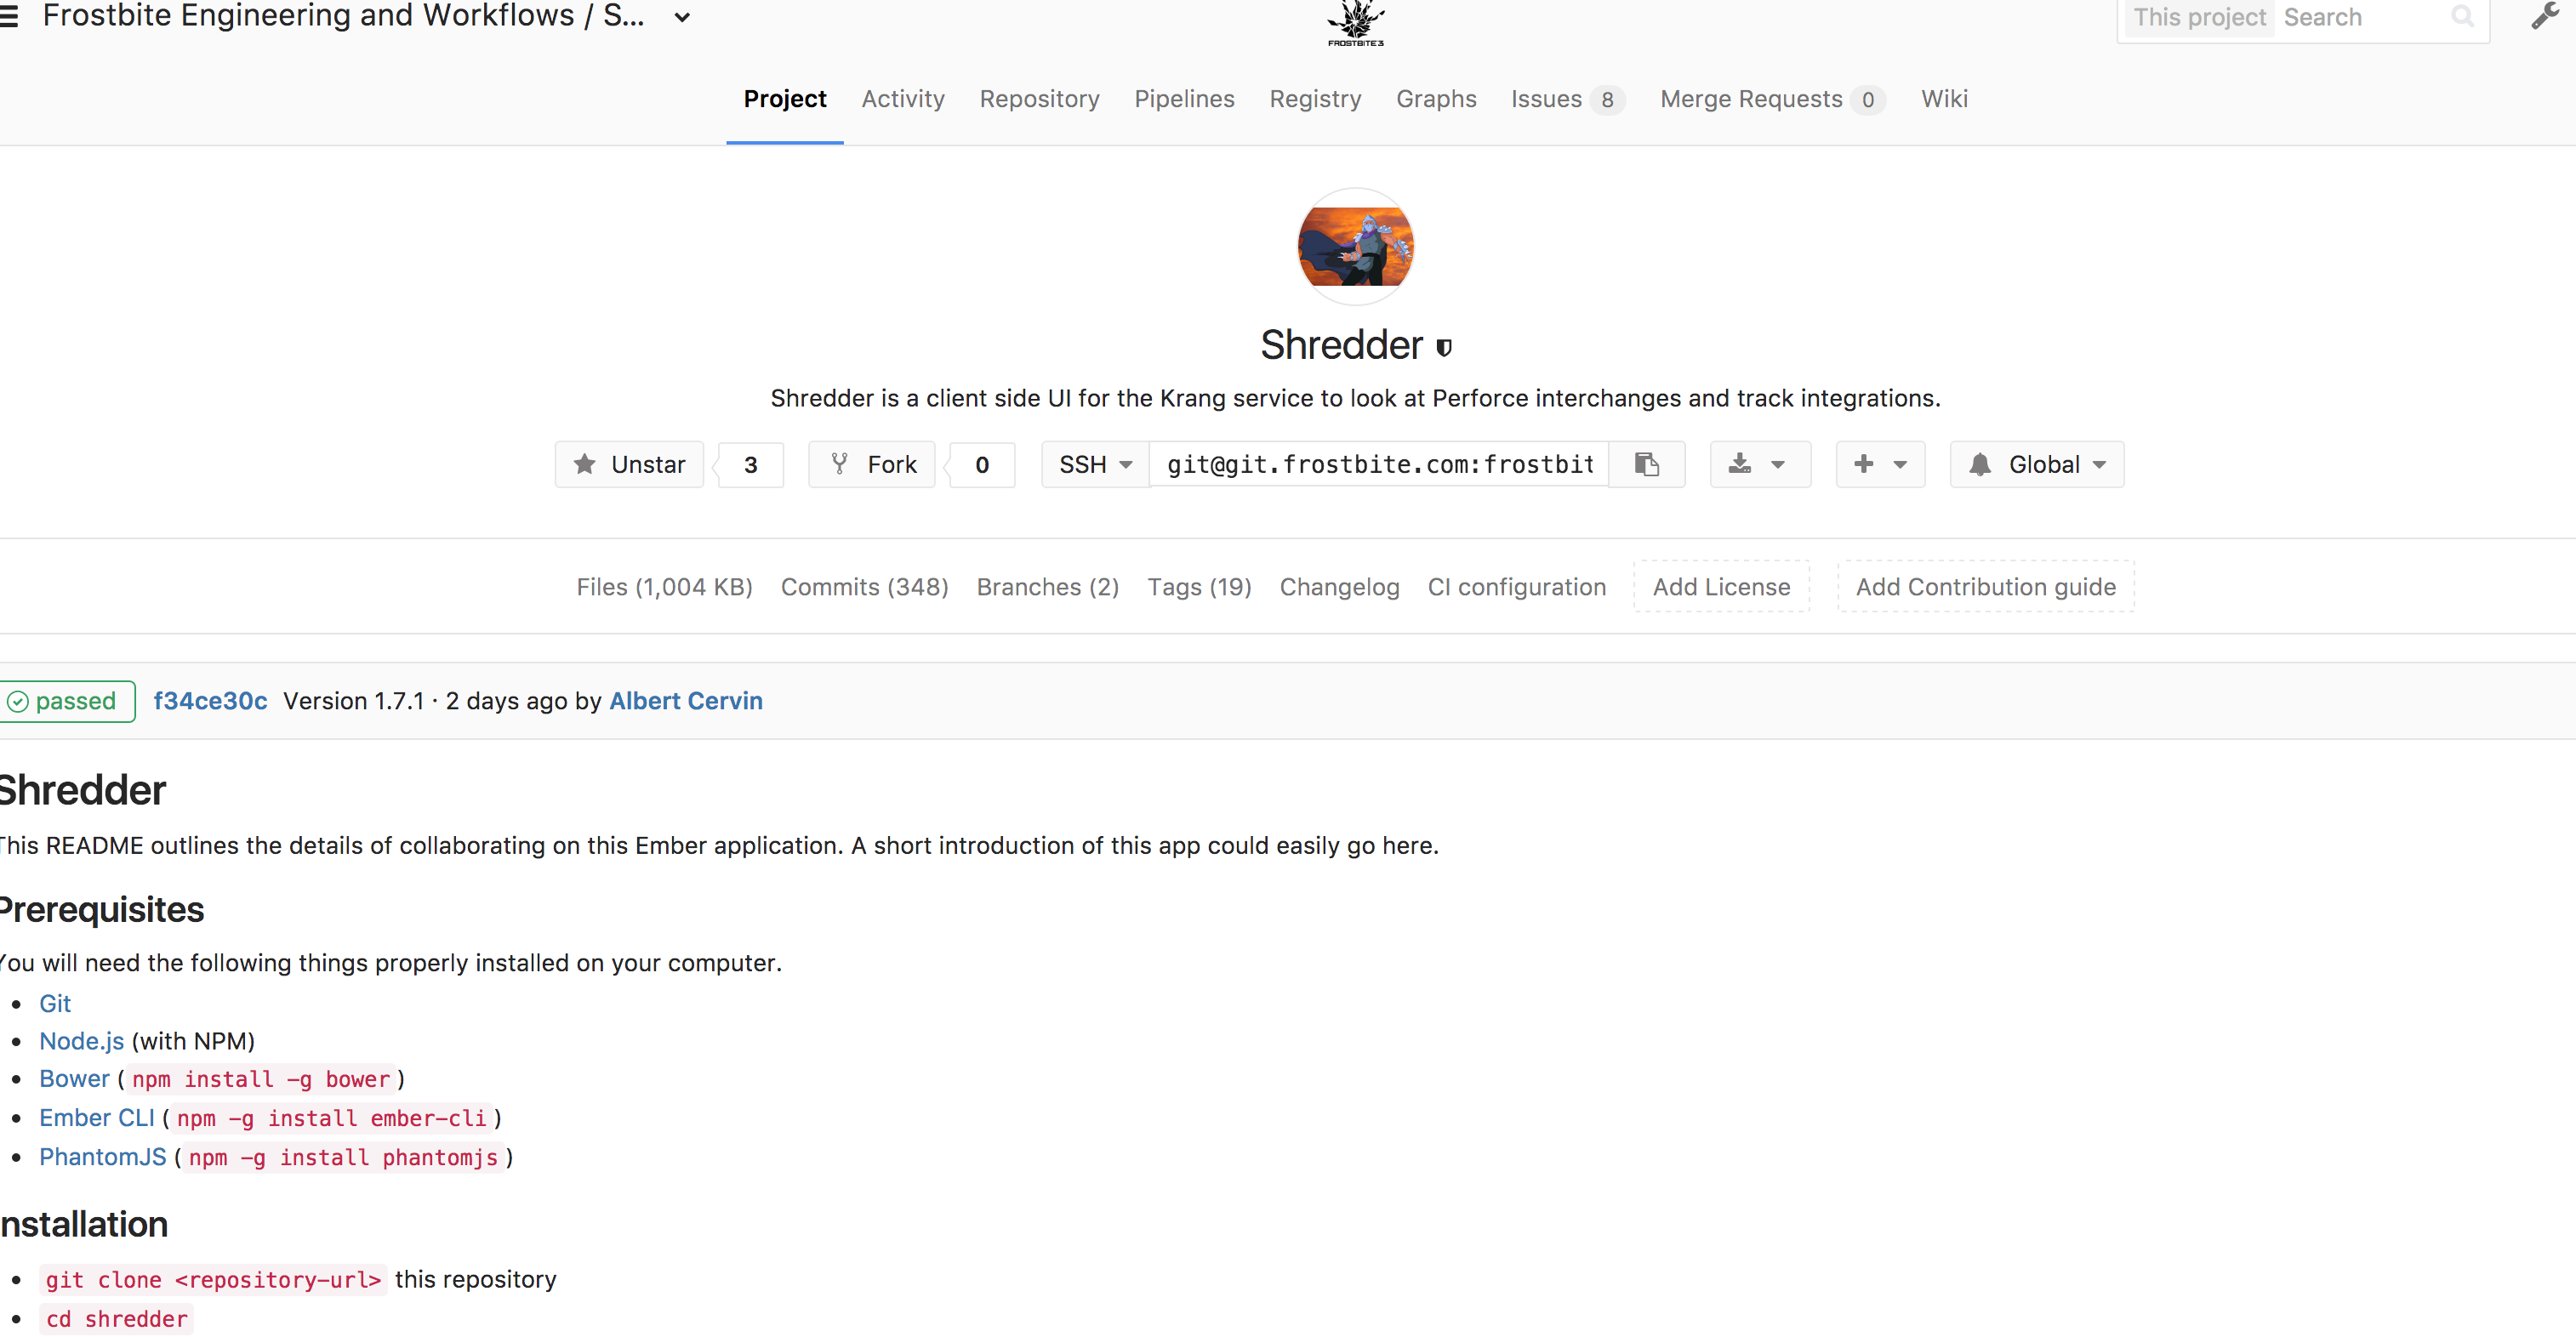 Frostbite Engineering and Workflows / S...
FROSTBITE 3
This project Search
Project Activity Repository Pipelines Registry Graphs Issues 8 Merge Requests 0 Wiki
Shredder
Shredder is a client side UI for the Krang service to look at Perforce interchanges and track integrations.
Unstar 3 Fork 0 SSH git@git.frostbite.com:frostbit Global
Files (1,004 KB) Commits (348) Branches (2) Tags (19) Changelog CI configuration Add License Add Contribution guide
passed f34ce30c Version 1.7.1 · 2 days ago by Albert Cervin
Shredder
This README outlines the details of collaborating on this Ember application. A short introduction of this app could easily go here.
Prerequisites
You will need the following things properly installed on your computer.
• Git
• Node.js (with NPM)
• Bower ( npm install -g bower )
• Ember CLI ( npm -g install ember-cli )
• PhantomJS ( npm -g install phantomjs )
nstallation
• git clone <repository-url> this repository
• cd shredder